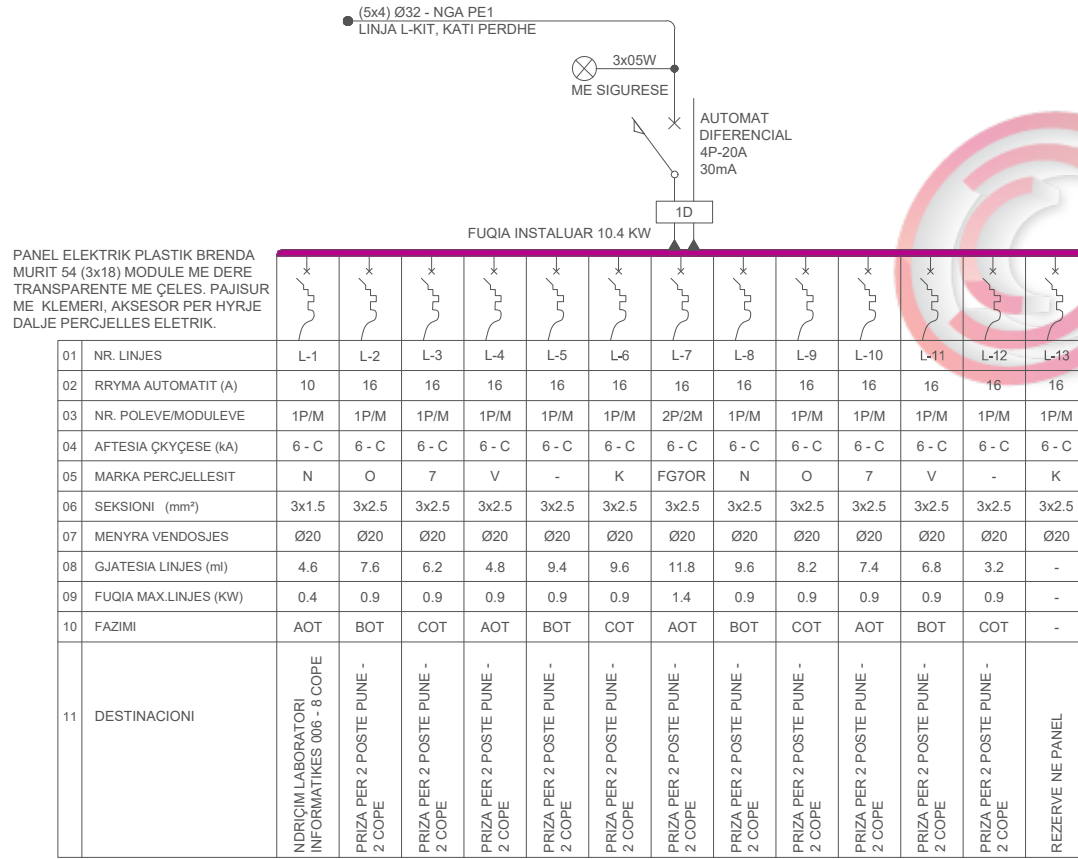 (5x4) Ø32 - NGA PE1
LINJA L-KIT, KATI PERDHE
3x05W
ME SIGURESE
AUTOMAT
DIFERENCIAL
4P-20A
30mA
1D
FUQIA INSTALUAR 10.4 KW
PANEL ELEKTRIK PLASTIK BRENDA
MURIT 54 (3x18) MODULE ME DERE
TRANSPARENTE ME ÇELES. PAJISUR
ME KLEMERI, AKSESOR PER HYRJE
DALJE PERCJELLES ELETRIK.
01 NR. LINJES L-1 L-2 L-3 L-4 L-5 L-6 L-7 L-8 L-9 L-10 L-11 L-12 L-13
02 RRYMA AUTOMATIT (A) 10 16 16 16 16 16 16 16 16 16 16 16 16
03 NR. POLEVE/MODULEVE 1P/M 1P/M 1P/M 1P/M 1P/M 1P/M 2P/2M 1P/M 1P/M 1P/M 1P/M 1P/M 1P/M
04 AFTESIA ÇKYÇESE (kA) 6 - C 6 - C 6 - C 6 - C 6 - C 6 - C 6 - C 6 - C 6 - C 6 - C 6 - C 6 - C 6 - C
05 MARKA PERCJELLESIT N O 7 V - K FG7OR N O 7 V - K
06 SEKSIONI (mm²) 3x1.5 3x2.5 3x2.5 3x2.5 3x2.5 3x2.5 3x2.5 3x2.5 3x2.5 3x2.5 3x2.5 3x2.5 3x2.5
07 MENYRA VENDOSJES Ø20 Ø20 Ø20 Ø20 Ø20 Ø20 Ø20 Ø20 Ø20 Ø20 Ø20 Ø20 Ø20
08 GJATESIA LINJES (ml) 4.6 7.6 6.2 4.8 9.4 9.6 11.8 9.6 8.2 7.4 6.8 3.2 -
09 FUQIA MAX.LINJES (KW) 0.4 0.9 0.9 0.9 0.9 0.9 1.4 0.9 0.9 0.9 0.9 0.9 -
10 FAZIMI AOT BOT COT AOT BOT COT AOT BOT COT AOT BOT COT -
11 DESTINACIONI
NDRIÇIM LABORATORI
INFORMATIKES 006 - 8 COPE
PRIZA PER 2 POSTE PUNE -
2 COPE
PRIZA PER 2 POSTE PUNE -
2 COPE
PRIZA PER 2 POSTE PUNE -
2 COPE
PRIZA PER 2 POSTE PUNE -
2 COPE
PRIZA PER 2 POSTE PUNE -
2 COPE
PRIZA PER 2 POSTE PUNE -
2 COPE
PRIZA PER 2 POSTE PUNE -
2 COPE
PRIZA PER 2 POSTE PUNE -
2 COPE
PRIZA PER 2 POSTE PUNE -
2 COPE
PRIZA PER 2 POSTE PUNE -
2 COPE
PRIZA PER 2 POSTE PUNE -
2 COPE
REZERVE NE PANEL